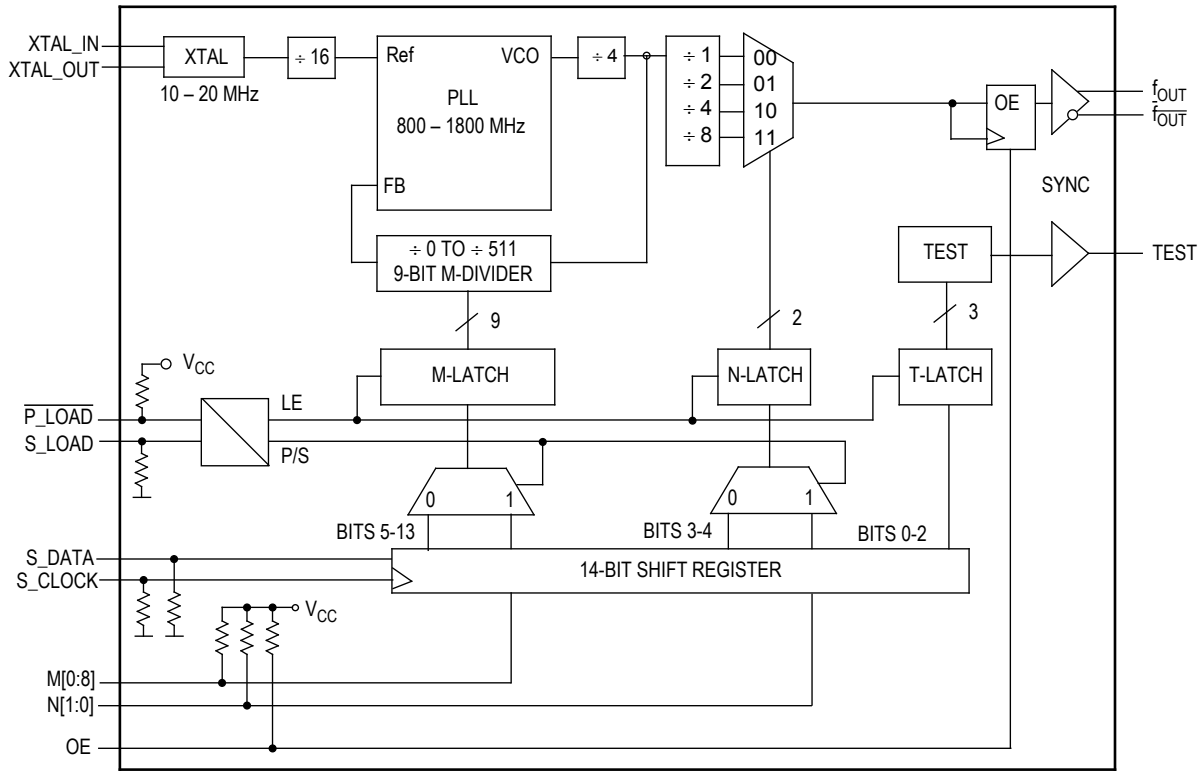 XTAL_IN
XTAL_OUT
XTAL
10 – 20 MHz
÷ 16
Ref
VCO
PLL
800 – 1800 MHz
FB
÷ 4
÷ 1
÷ 2
÷ 4
÷ 8
00
01
10
11
OE
fOUT
fOUT
SYNC
÷ 0 TO ÷ 511
9-BIT M-DIVIDER
TEST
TEST
9
2
3
VCC
M-LATCH
N-LATCH
T-LATCH
P_LOAD
S_LOAD
LE
P/S
0
1
0
1
BITS 5-13
BITS 3-4
BITS 0-2
S_DATA
S_CLOCK
14-BIT SHIFT REGISTER
VCC
M[0:8]
N[1:0]
OE